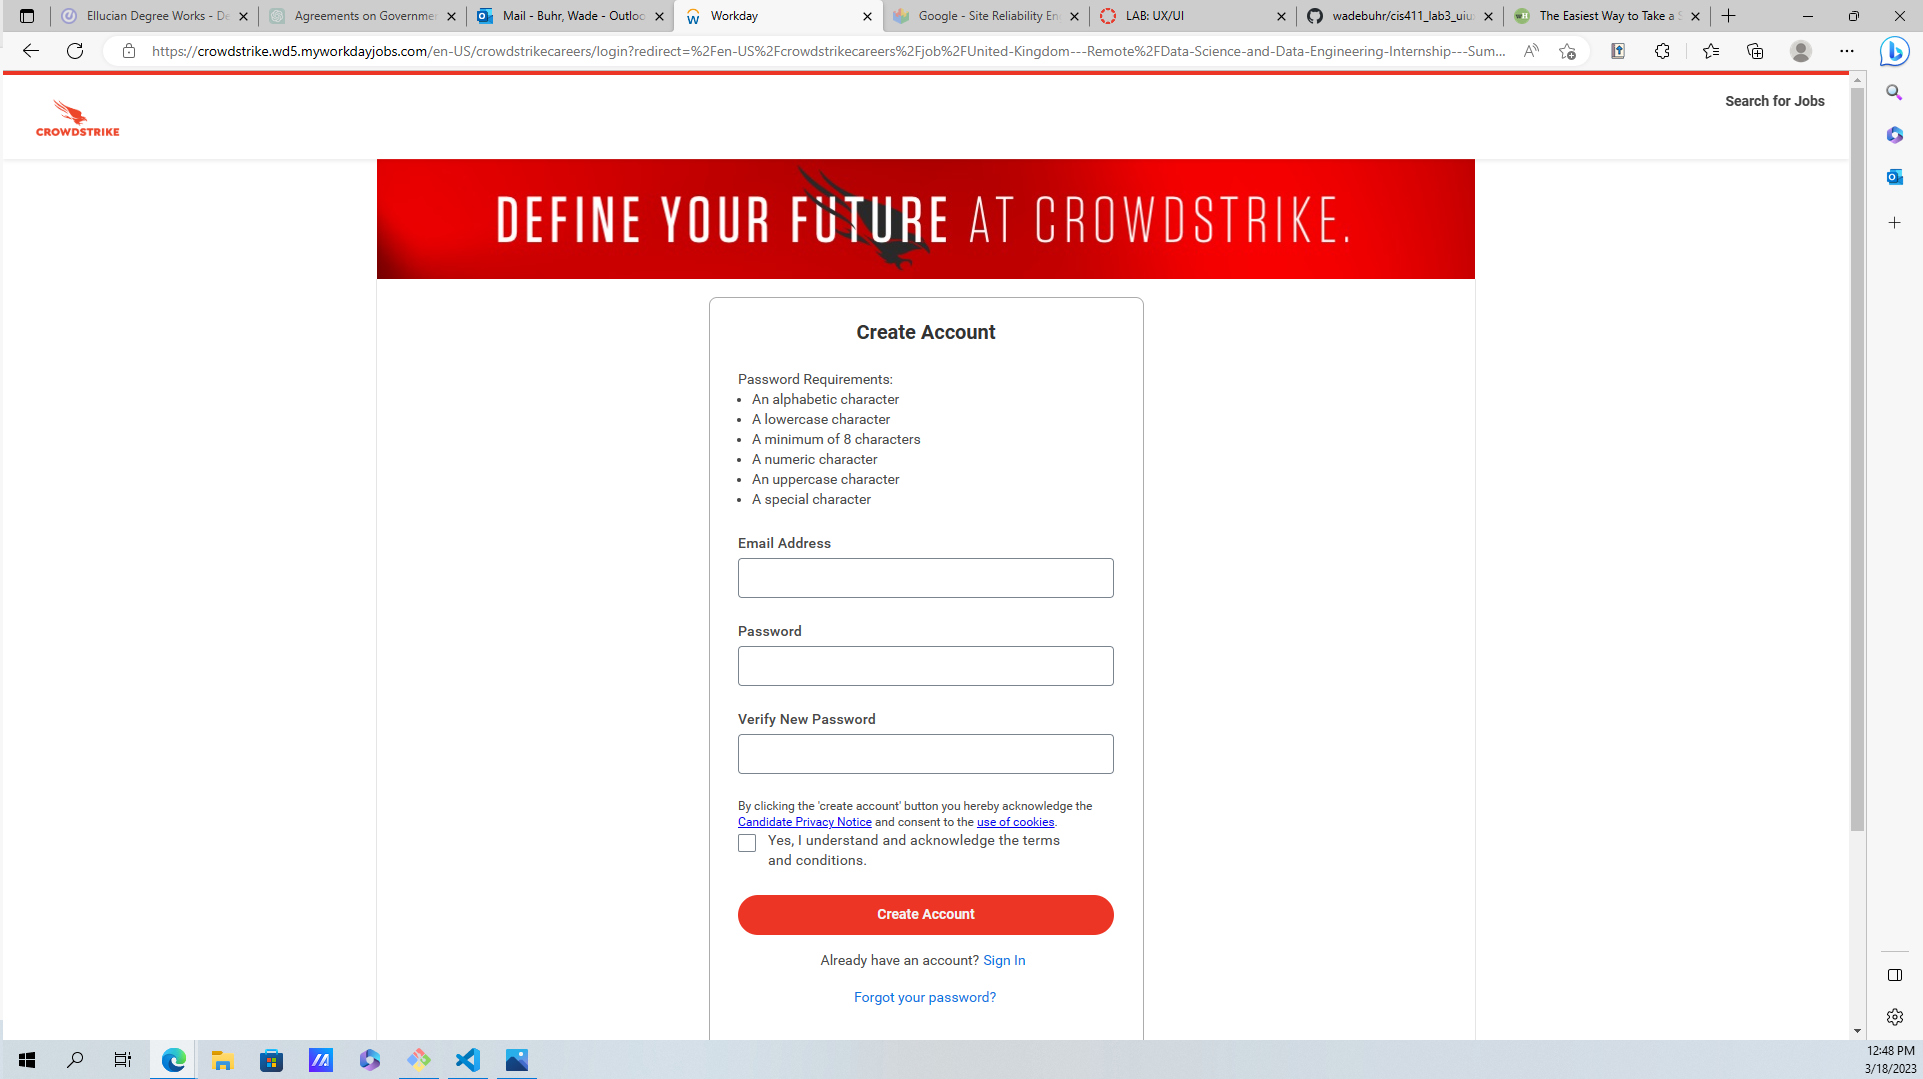 Ellucian Degree Works - De
Agreements on Governmen
Mail - Buhr, Wade - Outloo
Workday
Google - Site Reliability En
LAB: UX/UI
wadebuhr/cis411_lab3_uiux
The Easiest Way to Take a S
https://crowdstrike.wd5.myworkdayjobs.com/en-US/crowdstrikecareers/login?redirect=%2Fen-US%2Fcrowdstrikecareers%2Fjob%2FUnited-Kingdom---Remote%2FData-Science-and-Data-Engineering-Internship---Sum...
CROWDSTRIKE
Search for Jobs
DEFINE YOUR FUTURE AT CROWDSTRIKE.
Create Account
Password Requirements:
• An alphabetic character
• A lowercase character
• A minimum of 8 characters
• A numeric character
• An uppercase character
• A special character
Email Address
Password
Verify New Password
By clicking the 'create account' button you hereby acknowledge the
Candidate Privacy Notice and consent to the use of cookies.
Yes, I understand and acknowledge the terms
and conditions.
Create Account
Already have an account? Sign In
Forgot your password?
12:48 PM
3/18/2023